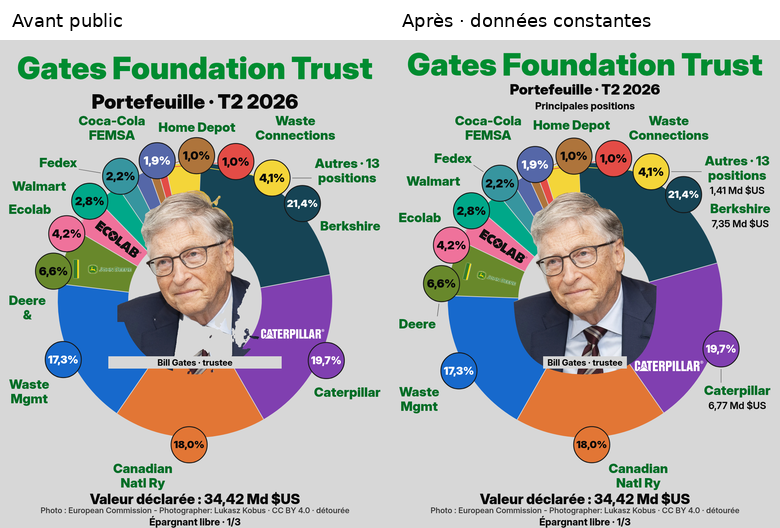 Avant public
Gates Foundation Trust
Portefeuille · T2 2026
Coca-Cola
FEMSA
Home Depot
Waste
Connections
Fedex
Autres · 13
positions
Walmart
Ecolab
Berkshire
1,9%
1,0%
1,0%
4,1%
2,2%
2,8%
21,4%
4,2%
6,6%
ECOLAB
JOHN DEERE
Deere
&
CATERPILLAR®
17,3%
19,7%
Bill Gates · trustee
Waste
Mgmt
Caterpillar
18,0%
Canadian
Natl Ry
Valeur déclarée : 34,42 Md $US
Photo : European Commission - Photographer: Lukasz Kobus · CC BY 4.0 · détourée
Épargnant libre · 1/3
Après · données constantes
Gates Foundation Trust
Portefeuille · T2 2026
Principales positions
Coca-Cola
FEMSA
Home Depot
Waste
Connections
Fedex
Autres · 13
positions
1,41 Md $US
Walmart
Ecolab
Berkshire
7,35 Md $US
1,9%
1,0%
1,0%
4,1%
2,2%
2,8%
21,4%
4,2%
6,6%
ECOLAB
JOHN DEERE
Deere
CATERPILLAR®
17,3%
19,7%
Bill Gates · trustee
Waste
Mgmt
Caterpillar
6,77 Md $US
18,0%
Canadian
Natl Ry
Valeur déclarée : 34,42 Md $US
Photo : European Commission - Photographer: Lukasz Kobus · CC BY 4.0 · détourée
Épargnant libre · 1/3